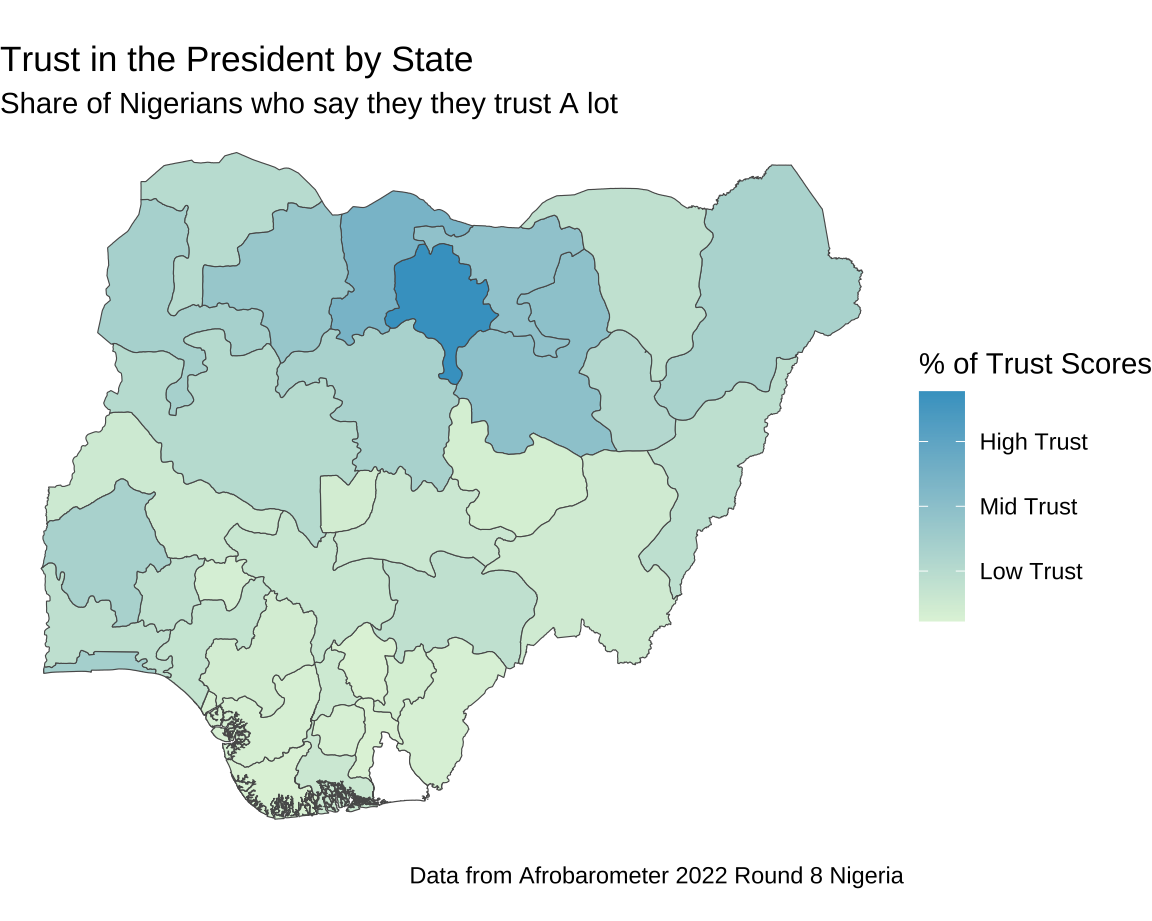 Trust in the President by State
Share of Nigerians who say they they trust A lot
% of Trust Scores
High Trust
Mid Trust
Low Trust
Data from Afrobarometer 2022 Round 8 Nigeria